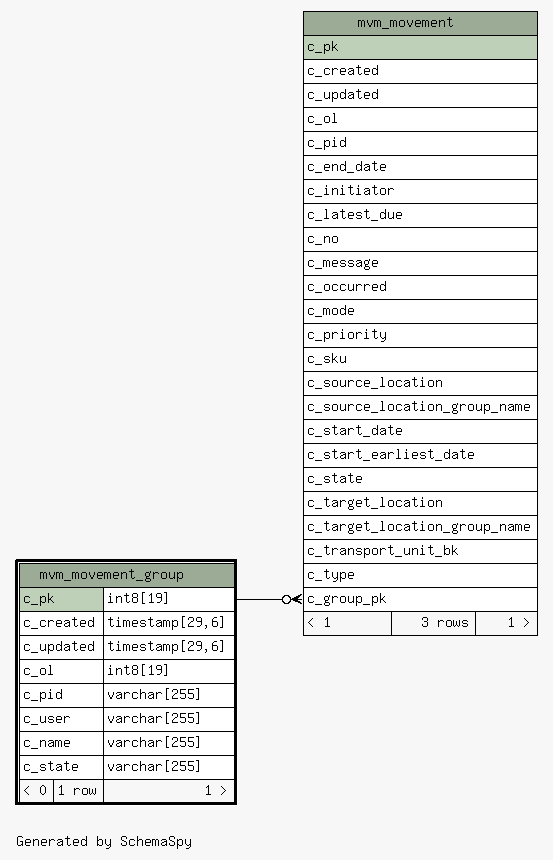 mvm_movement
c_pk
c_created
c_updated
c_ol
c_pid
c_end_date
c_initiator
c_latest_due
c_no
c_message
c_occurred
c_mode
c_priority
c_sku
c_source_location
c_source_location_group_name
c_start_date
c_start_earliest_date
c_state
c_target_location
c_target_location_group_name
c_transport_unit_bk
c_type
c_group_pk
< 1 3 rows 1 >
mvm_movement_group
c_pk int8[19]
c_created timestamp[29,6]
c_updated timestamp[29,6]
c_ol int8[19]
c_pid varchar[255]
c_user varchar[255]
c_name varchar[255]
c_state varchar[255]
< 0 1 row 1 >
Generated by SchemaSpy